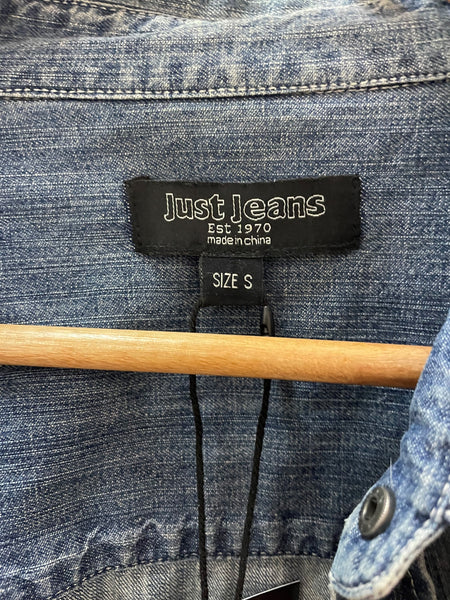 Just Jeans
Est 1970
made in china
SIZE S